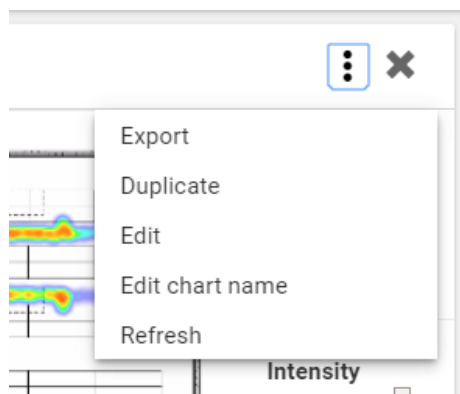 Export
Duplicate
Edit
Edit chart name
Refresh
Intensity